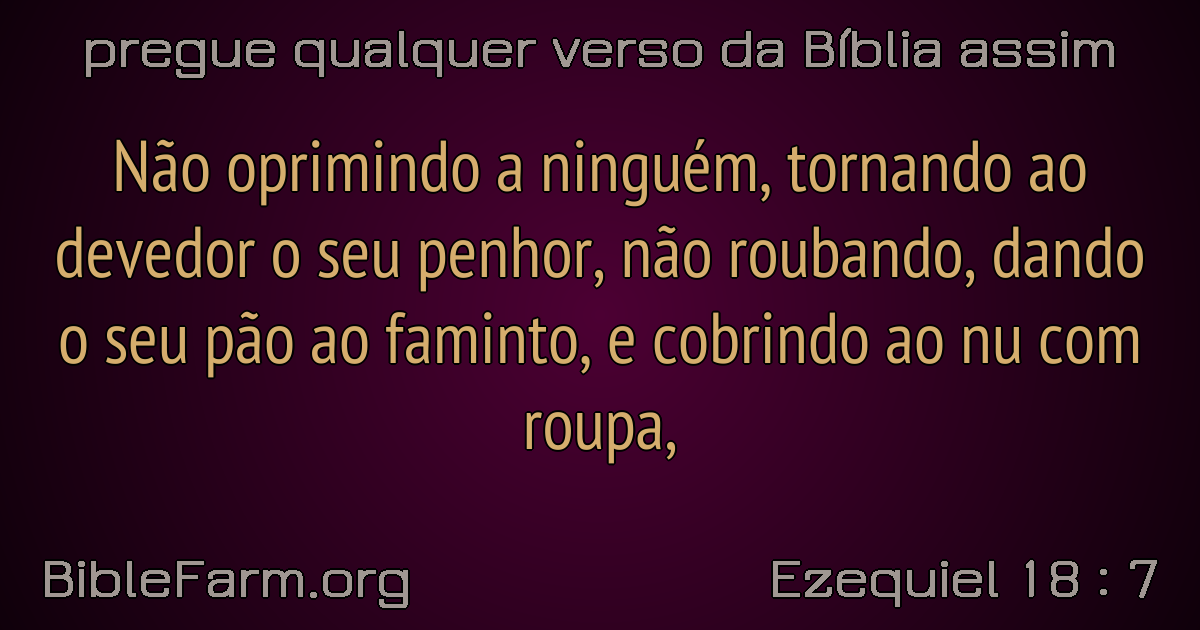 pregue qualquer verso da Bíblia assim
Não oprimindo a ninguém, tornando ao
devedor o seu penhor, não roubando, dando
o seu pão ao faminto, e cobrindo ao nu com
roupa,
BibleFarm.org
Ezequiel 18 : 7